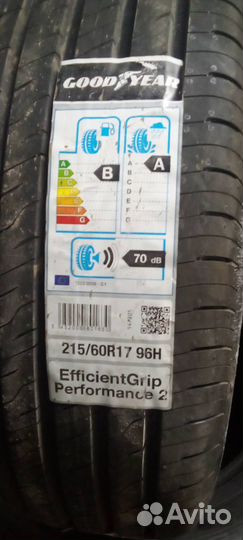 GOODYEAR
A
B
C
D
E
F
G
B
A
B
C
D
E
F
G
A
70 dB
215/60R17 96H
EfficientGrip
Performance 2
Avito